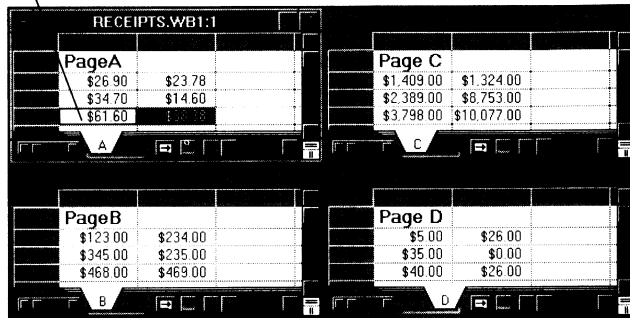 RECEIPTS.WB1:1
PageA
$26.90 $23.78
$34.70 $14.60
$61.60
A
Page C
$1,409.00 $1,324.00
$2,389.00 $8,753.00
$3,798.00 $10,077.00
C
PageB
$123.00 $234.00
$345.00 $235.00
$468.00 $469.00
B
Page D
$5.00 $26.00
$35.00 $0.00
$40.00 $26.00
D